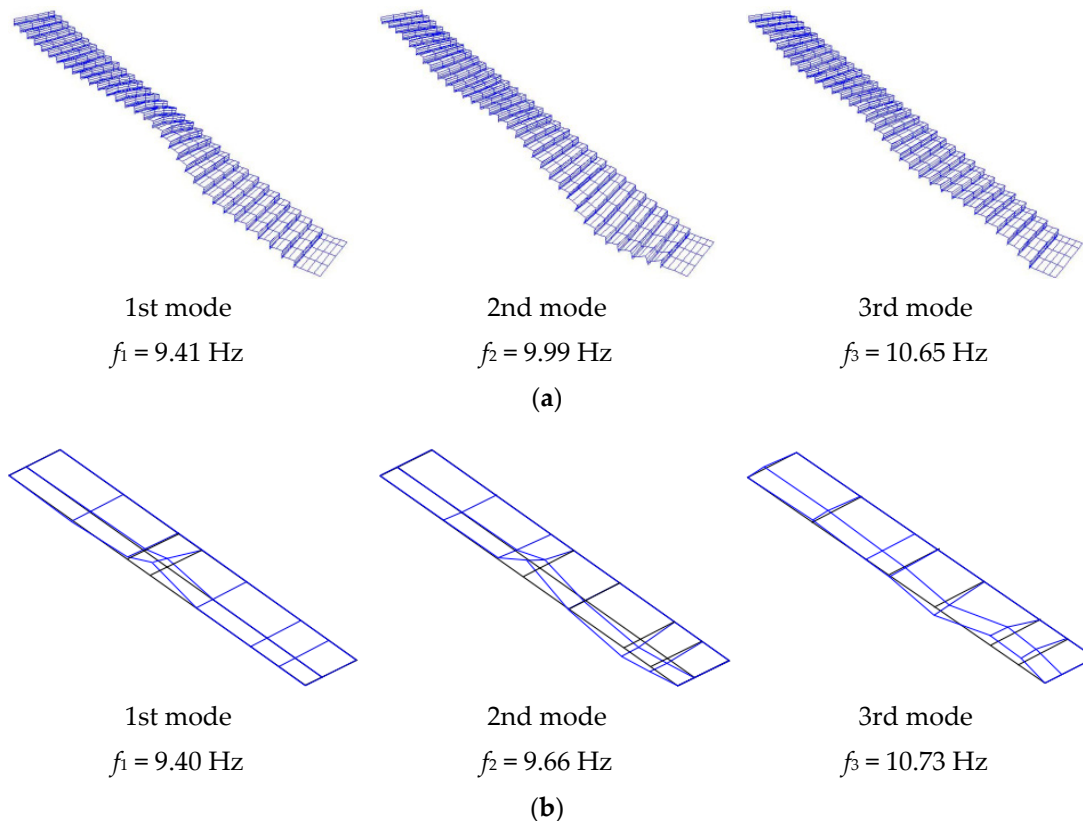 1st mode 2nd mode 3rd mode
f1 = 9.41 Hz f2 = 9.99 Hz f3 = 10.65 Hz
(a)
1st mode 2nd mode 3rd mode
f1 = 9.40 Hz f2 = 9.66 Hz f3 = 10.73 Hz
(b)